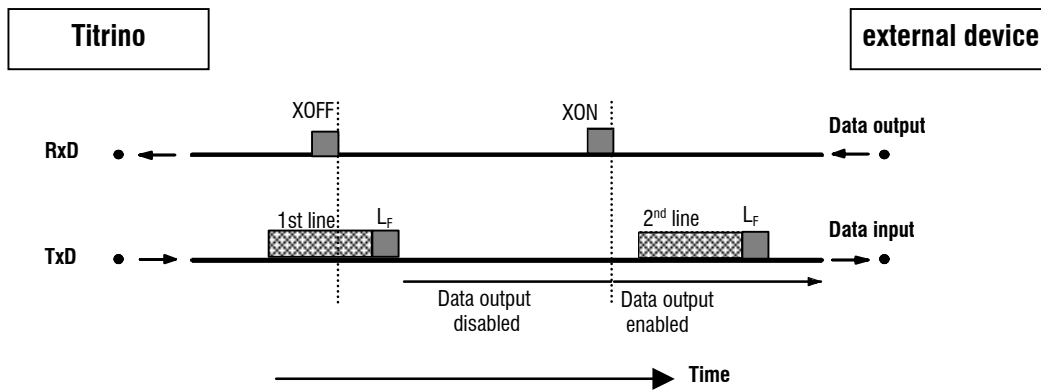 Titrino
external device
XOFF
XON
Data output
RxD
1st line
LF
2nd line
LF
Data input
TxD
Data output
disabled
Data output
enabled
Time